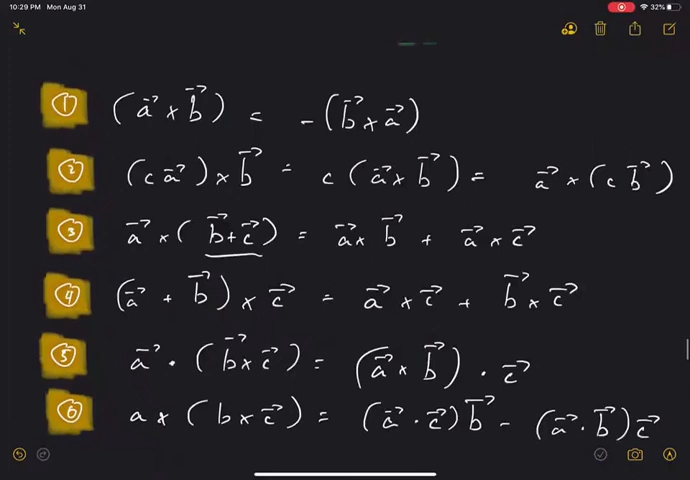 10:29 PM Mon Aug 31 32%
① (a⃗ × b⃗) = -(b⃗ × a⃗)
② (c a⃗) × b⃗ = c (a⃗ × b⃗) = a⃗ × (c b⃗)
③ a⃗ × (b⃗ + c⃗) = a⃗ × b⃗ + a⃗ × c⃗
④ (a⃗ + b⃗) × c⃗ = a⃗ × c⃗ + b⃗ × c⃗
⑤ a⃗ · (b⃗ × c⃗) = (a⃗ × b⃗) · c⃗
⑥ a × (b × c⃗) = (a⃗ · c⃗) b⃗ - (a⃗ · b⃗) c⃗